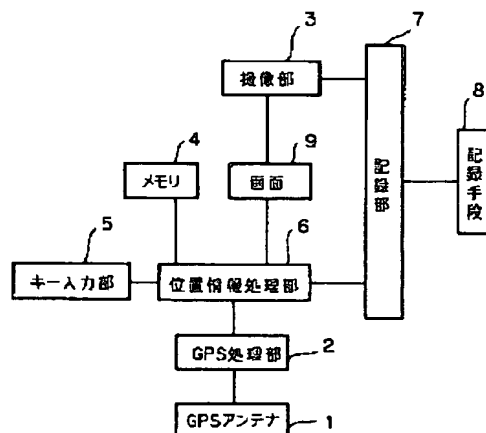 7
3
撮像部
8
4
9
メモリ
画面
記録部
記録手段
5
6
キー入力部
位置情報処理部
GPS処理部
2
GPSアンテナ
1